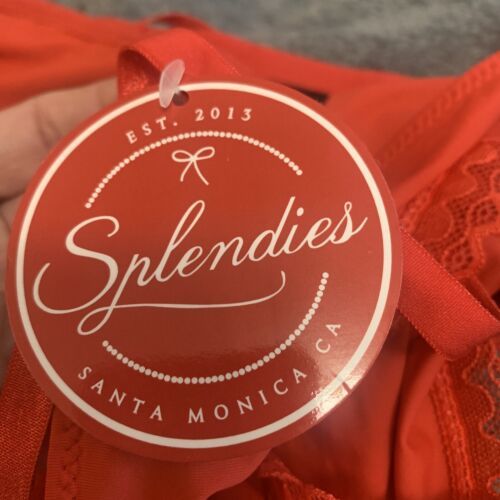 EST. 2013
Splendies
SANTA MONICA CA